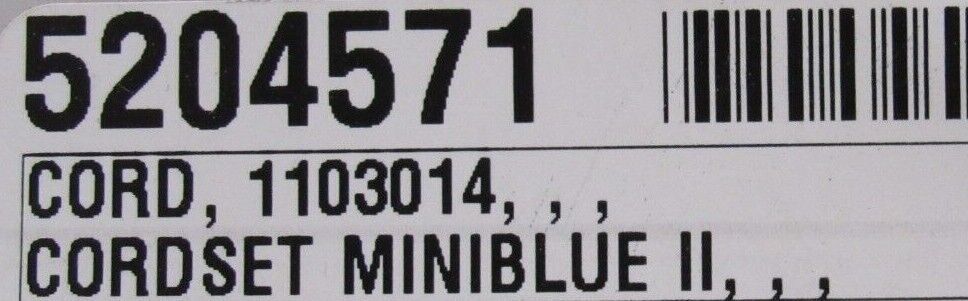 5204571
CORD, 1103014, , ,
CORDSET MINIBLUE II, , ,